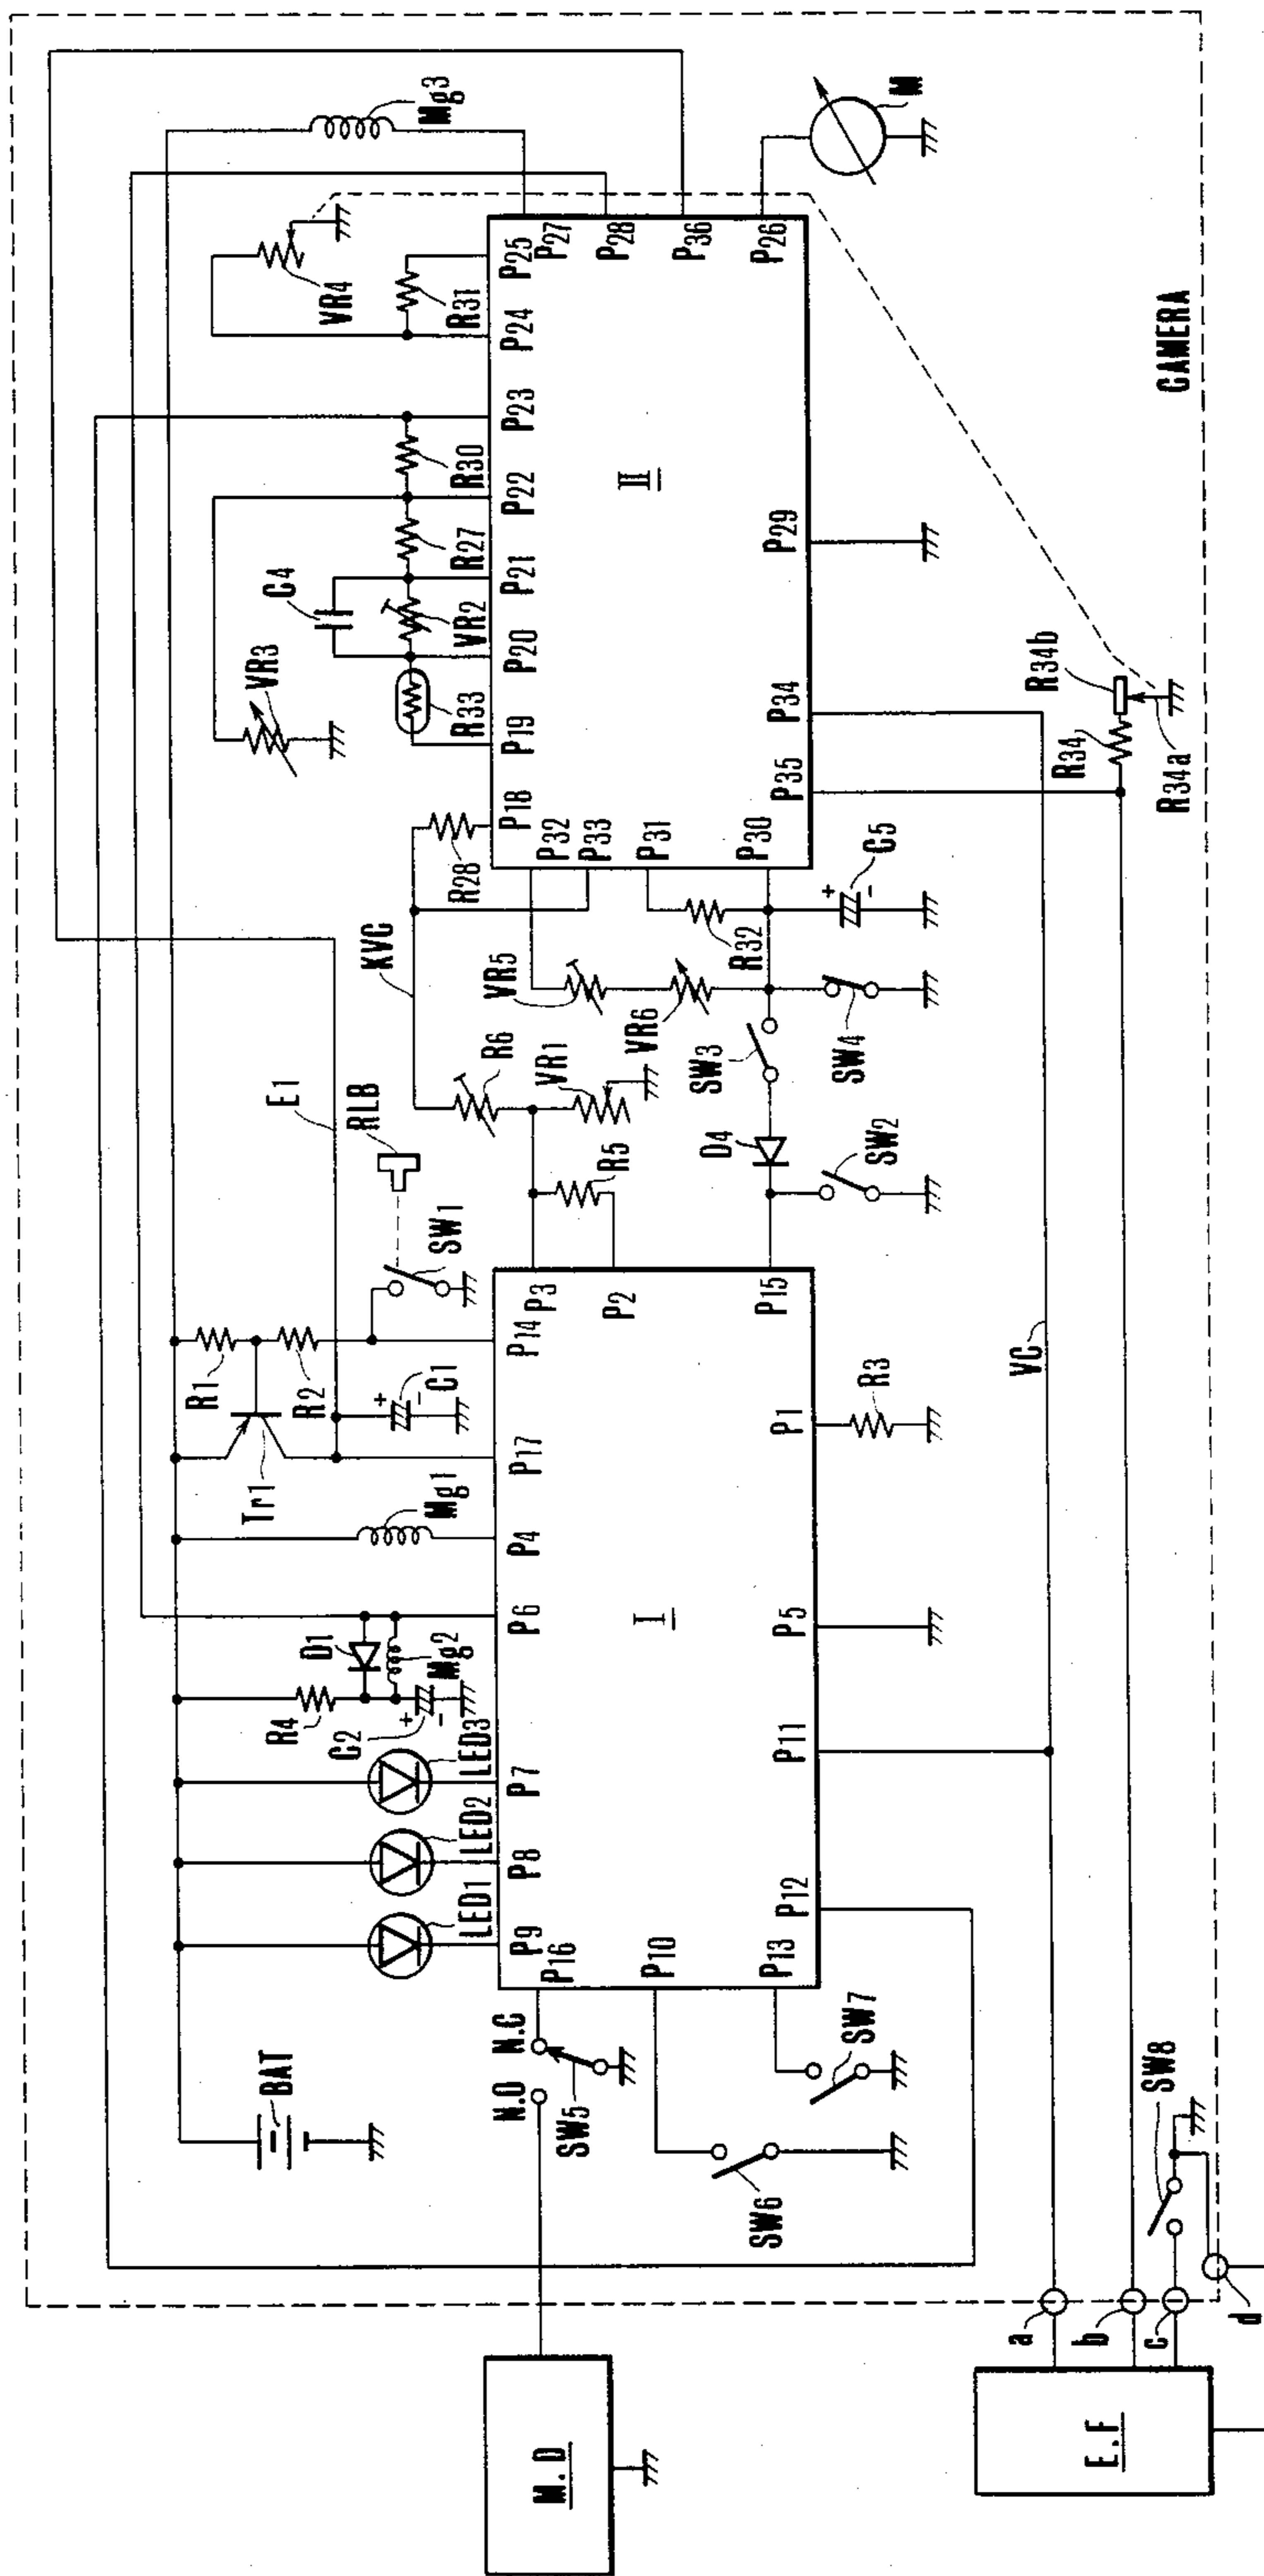 CAMERA
Mg3
VR4
R31
P25
P27
P28
P36
P26
M
P24
P23
R30
P22
R27
P21
C4
VR2
P20
VR3
R33
P19
P18
II
P29
P34
P35
R34b
R34
R34a
R28
P32
P33
P31
P30
C5
R32
KVC
VR5
VR6
SW3
SW4
R6
VR1
E1
RLB
R5
D4
SW2
SW1
P3
P2
P15
R1
R2
P14
C1
Tr1
P17
Mg1
P4
P1
R3
VC
P6
D1
Mg2
R4
C2
I
P5
LED3
P7
LED2
P8
LED1
P9
P11
P12
P16
P10
P13
BAT
N.O
N.C
SW5
SW6
SW7
SW8
a
b
c
d
M.D
E.F